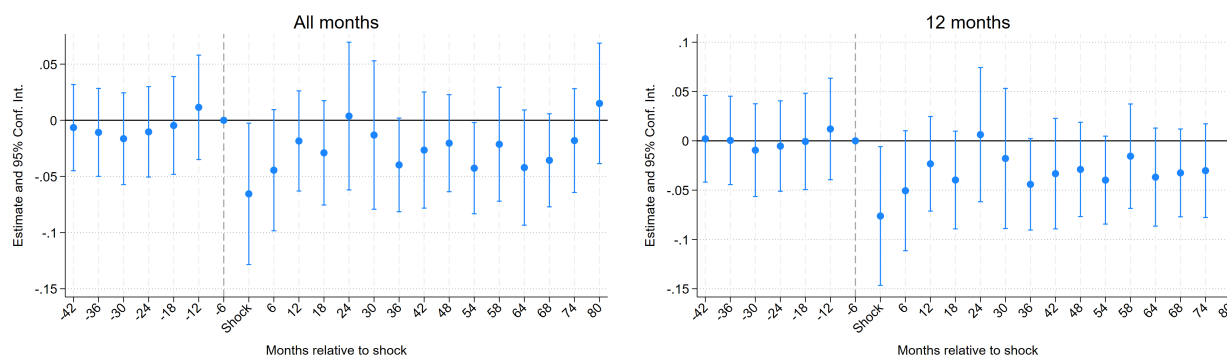 All months
Estimate and 95% Conf. Int.
.05
0
-.05
-.1
-.15
-42 -36 -30 -24 -18 -12 -6 Shock 6 12 18 24 30 36 42 48 54 58 64 68 74 80
Months relative to shock
12 months
Estimate and 95% Conf. Int.
.1
.05
0
-.05
-.1
-.15
-42 -36 -30 -24 -18 -12 -6 Shock 6 12 18 24 30 36 42 48 54 58 64 68 74
Months relative to shock